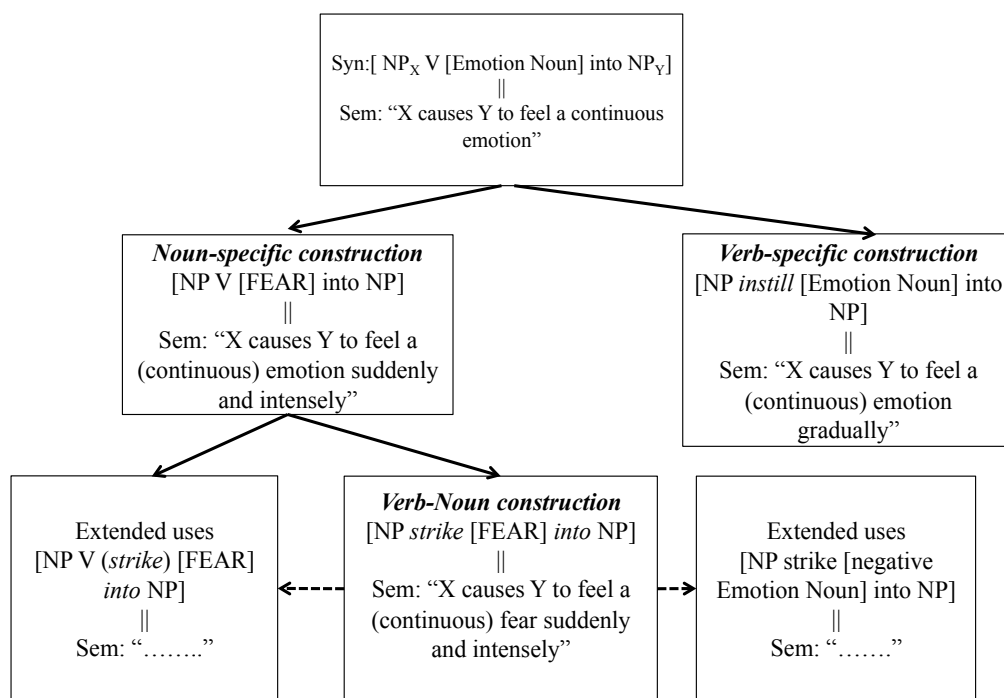 Syn:[ NPX V [Emotion Noun] into NPY]
||
Sem: “X causes Y to feel a continuous
emotion”
Noun-specific construction
[NP V [FEAR] into NP]
||
Sem: “X causes Y to feel a
(continuous) emotion suddenly
and intensely”
Verb-specific construction
[NP instill [Emotion Noun] into
NP]
||
Sem: “X causes Y to feel a
(continuous) emotion
gradually”
Extended uses
[NP V (strike) [FEAR]
into NP]
||
Sem: “……..”
Verb-Noun construction
[NP strike [FEAR] into NP]
||
Sem: “X causes Y to feel a
(continuous) fear suddenly
and intensely”
Extended uses
[NP strike [negative
Emotion Noun] into NP]
||
Sem: “…….”